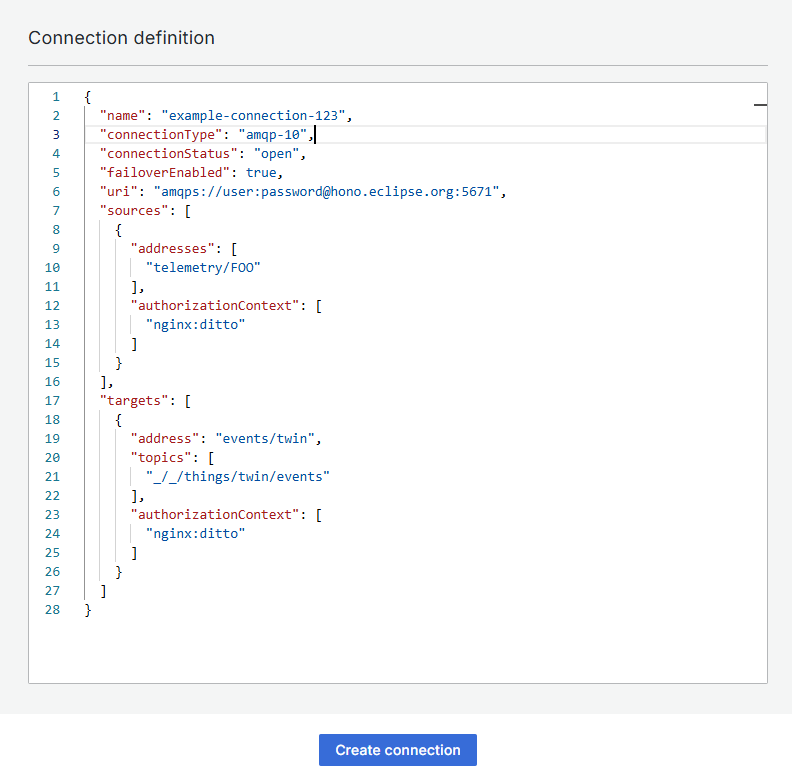 Connection definition
1 {
2 "name": "example-connection-123",
3 "connectionType": "amqp-10",
4 "connectionStatus": "open",
5 "failoverEnabled": true,
6 "uri": "amqps://user:password@hono.eclipse.org:5671",
7 "sources": [
8 {
9 "addresses": [
10 "telemetry/FOO"
11 ],
12 "authorizationContext": [
13 "nginx:ditto"
14 ]
15 }
16 ],
17 "targets": [
18 {
19 "address": "events/twin",
20 "topics": [
21 "_/_/things/twin/events"
22 ],
23 "authorizationContext": [
24 "nginx:ditto"
25 ]
26 }
27 ]
28 }
Create connection